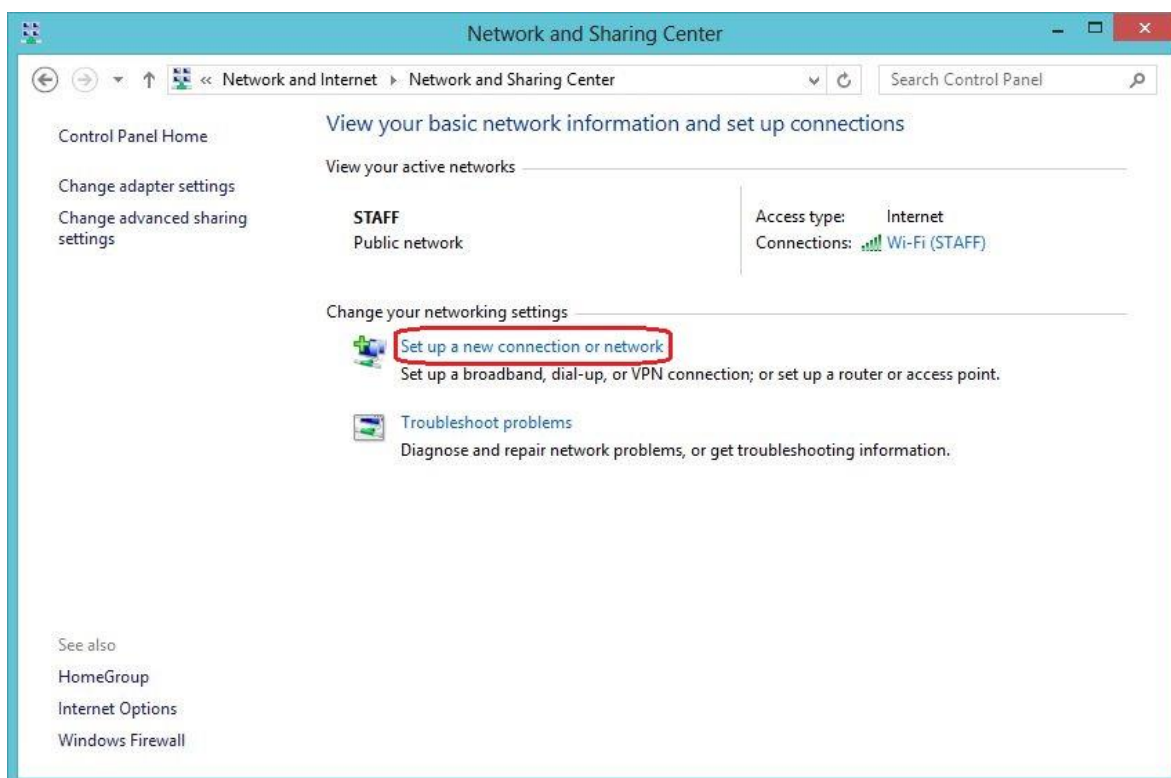 Network and Sharing Center
« Network and Internet ▸ Network and Sharing Center
Search Control Panel
Control Panel Home
Change adapter settings
Change advanced sharing
settings
View your basic network information and set up connections
View your active networks
STAFF
Public network
Access type: Internet
Connections: Wi-Fi (STAFF)
Change your networking settings
Set up a new connection or network
Set up a broadband, dial-up, or VPN connection; or set up a router or access point.
Troubleshoot problems
Diagnose and repair network problems, or get troubleshooting information.
See also
HomeGroup
Internet Options
Windows Firewall